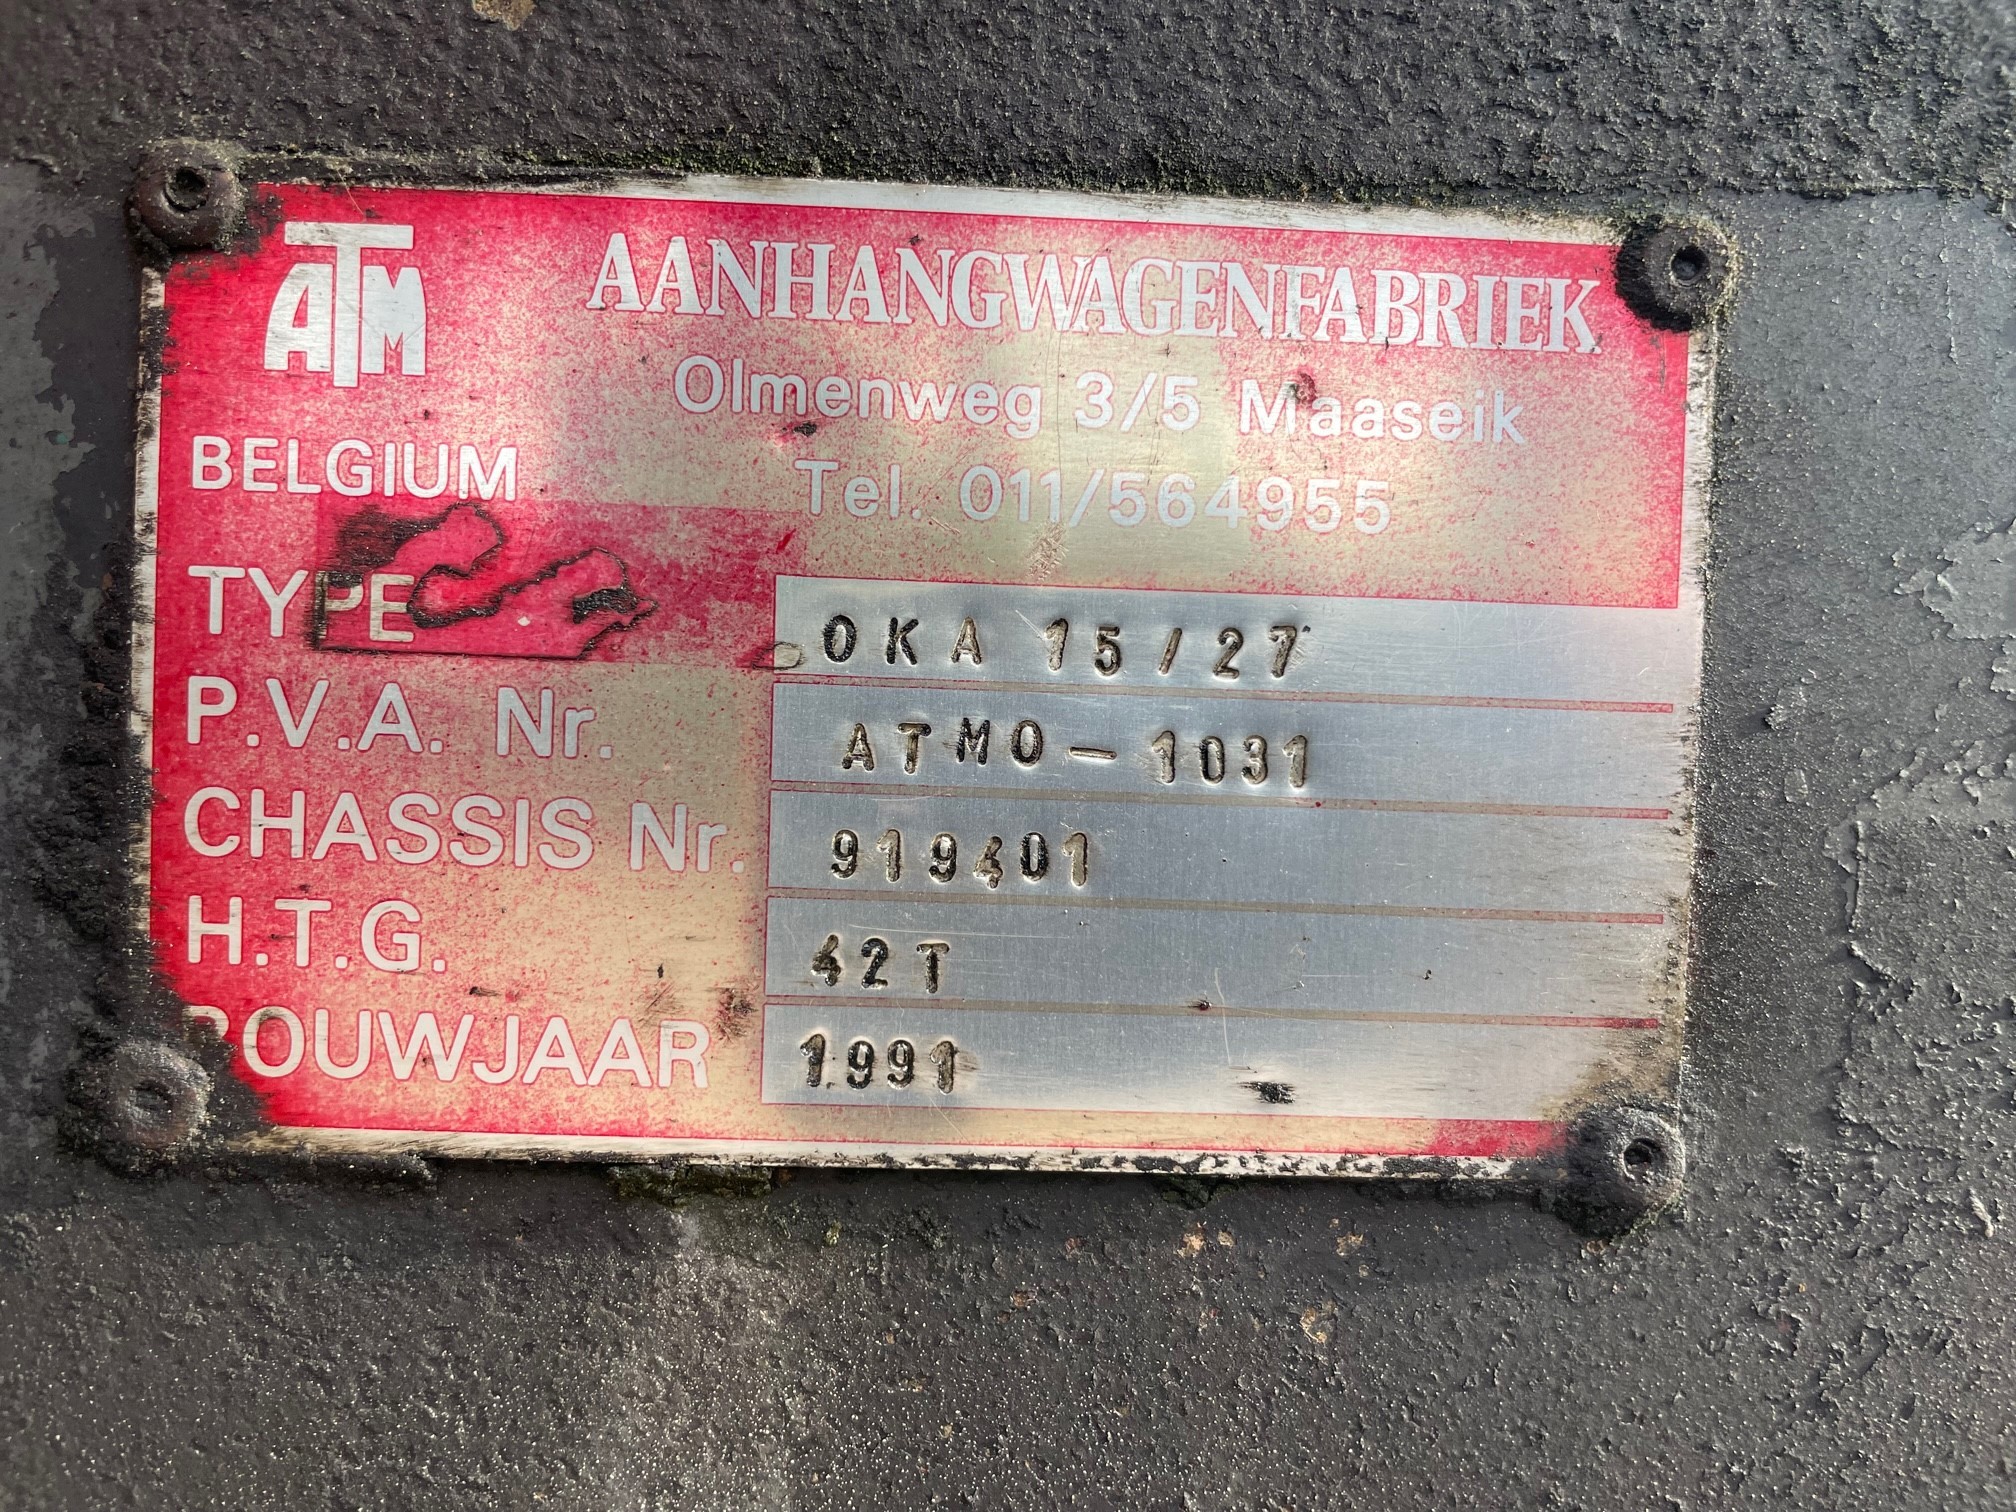 ATM AANHANGWAGENFABRIEK
Olmenweg 3/5 Maaseik
BELGIUM Tel. 011/564955
TYPE OKA 15/27
P.V.A. Nr. ATMO-1031
CHASSIS Nr. 919401
H.T.G. 42T
BOUWJAAR 1991